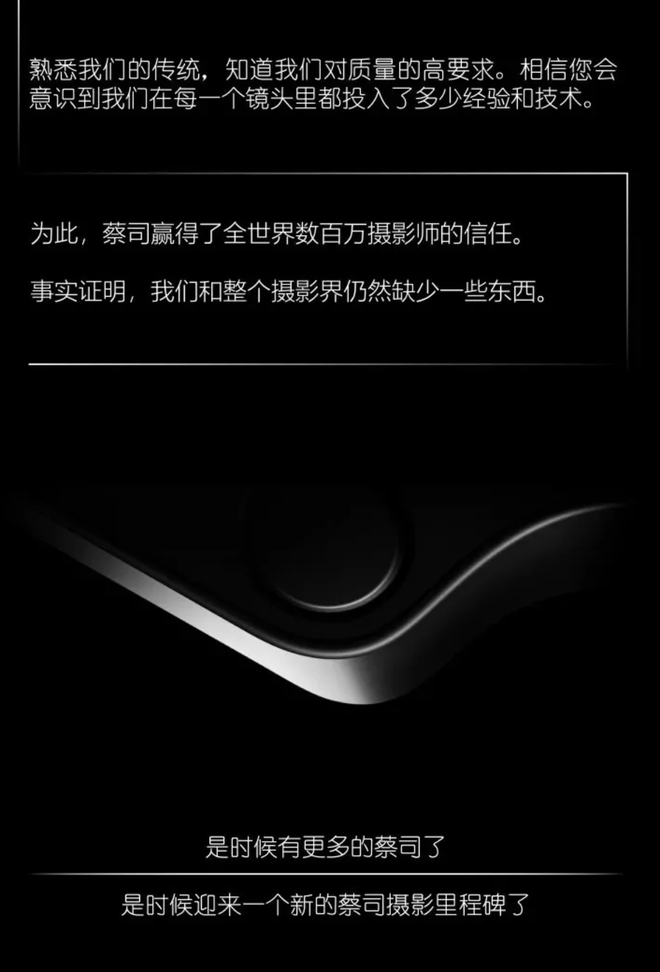 熟悉我们的传统，知道我们对质量的高要求。相信您会
意识到我们在每一个镜头里都投入了多少经验和技术。
为此，蔡司赢得了全世界数百万摄影师的信任。
事实证明，我们和整个摄影界仍然缺少一些东西。
是时候有更多的蔡司了
是时候迎来一个新的蔡司摄影里程碑了